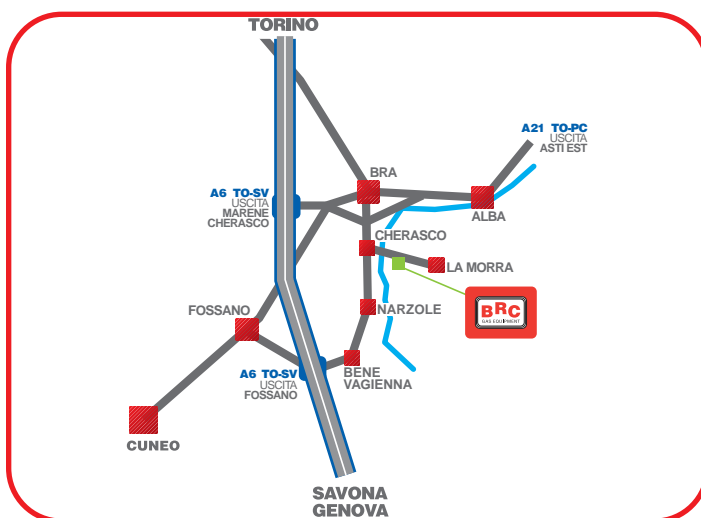 TORINO
A21 TO-PC
USCITA
ASTI EST
BRA
A6 TO-SV
USCITA
MARENE
CHERASCO
ALBA
CHERASCO
LA MORRA
FOSSANO
NARZOLE
BRC
GAS EQUIPMENT
A6 TO-SV
USCITA
FOSSANO
BENE
VAGIENNA
CUNEO
SAVONA
GENOVA